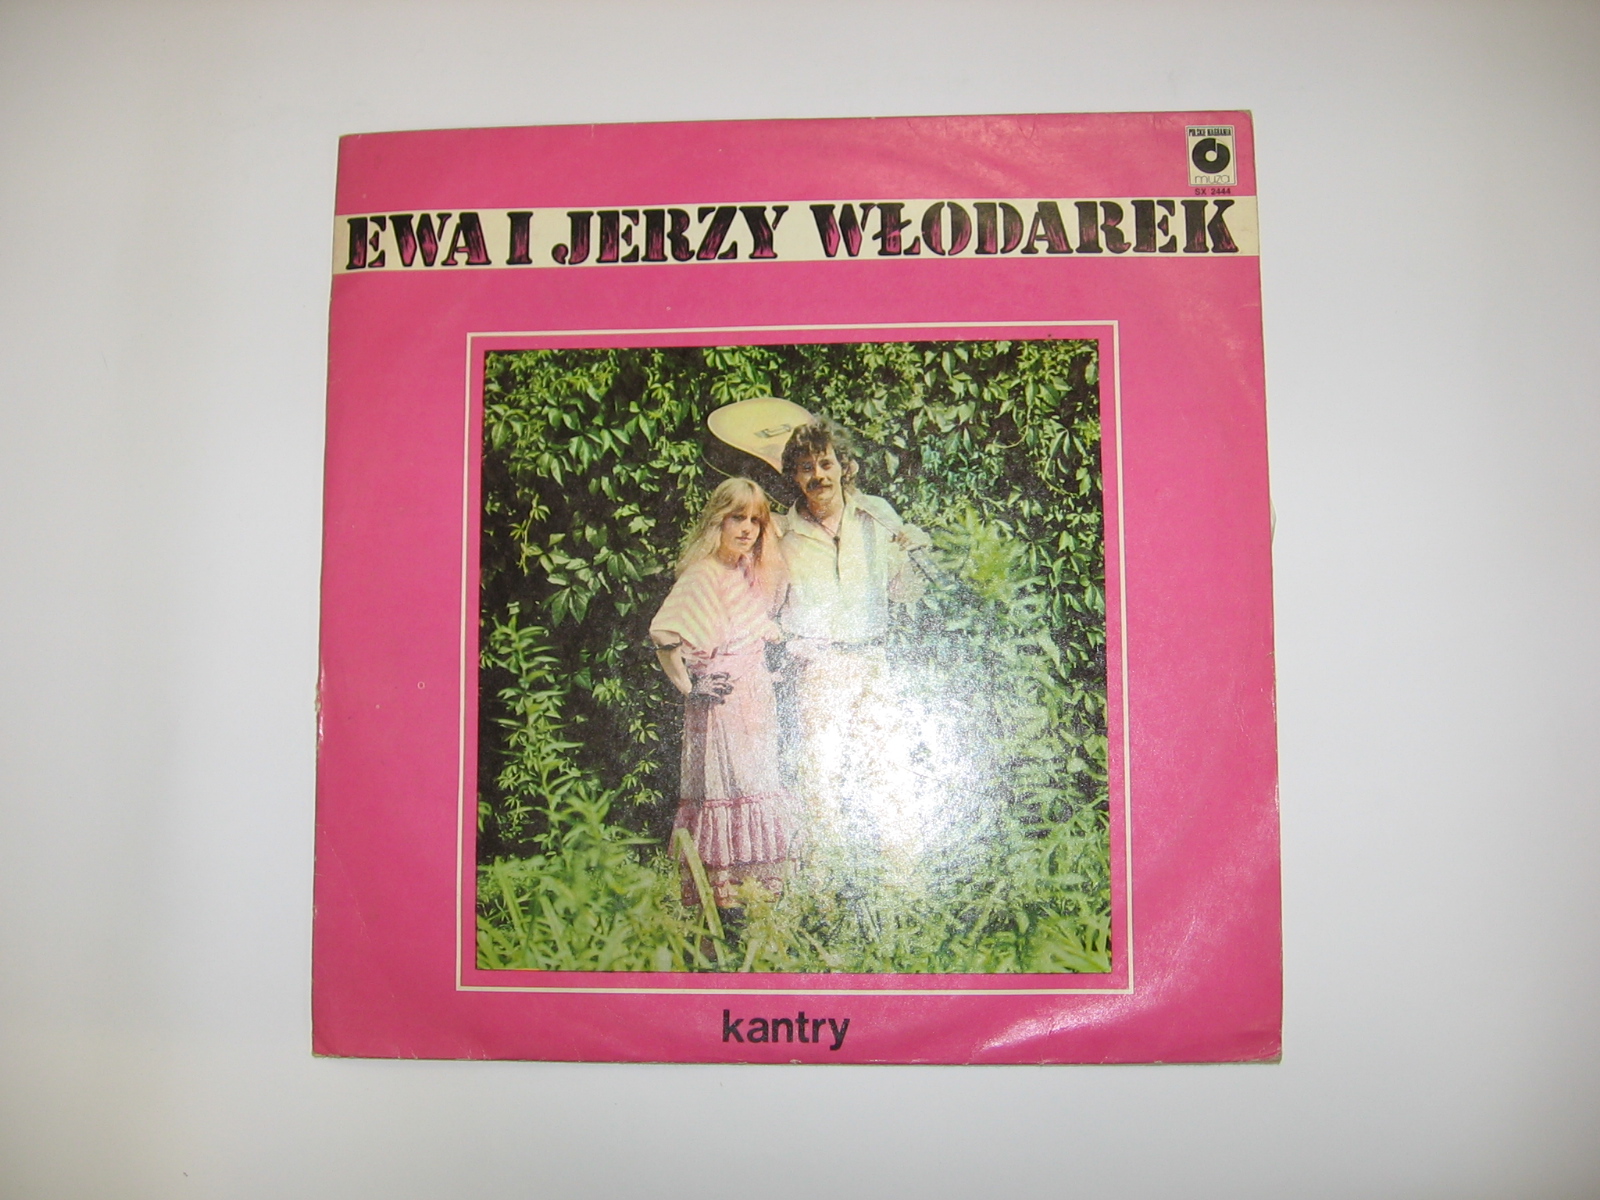 POLSKIE NAGRANIA
muza
SX 2444
EWA I JERZY WŁODAREK
kantry